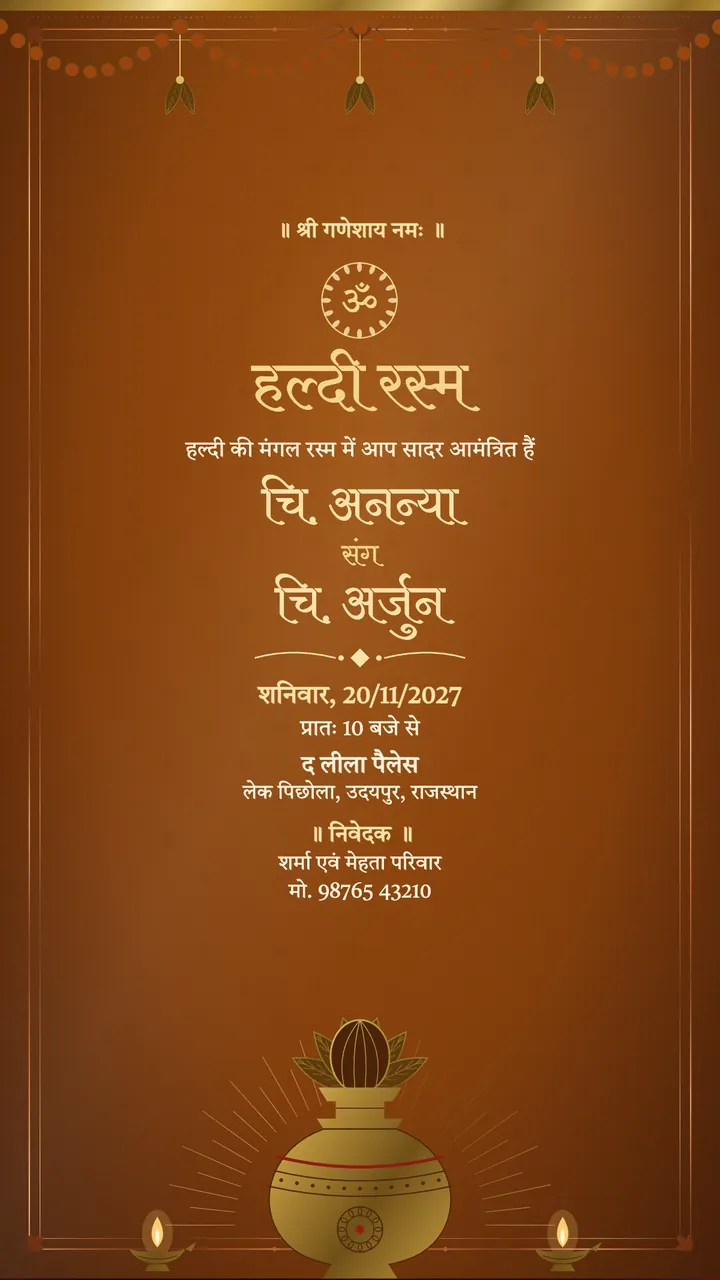 ॥ श्री गणेशाय नमः ॥
ॐ
हल्दी रस्म
हल्दी की मंगल रस्म में आप सादर आमंत्रित हैं
चि. अनन्या
संग
चि. अर्जुन
शनिवार, 20/11/2027
प्रातः 10 बजे से
द लीला पैलेस
लेक पिछोला, उदयपुर, राजस्थान
॥ निवेदक ॥
शर्मा एवं मेहता परिवार
मो. 98765 43210